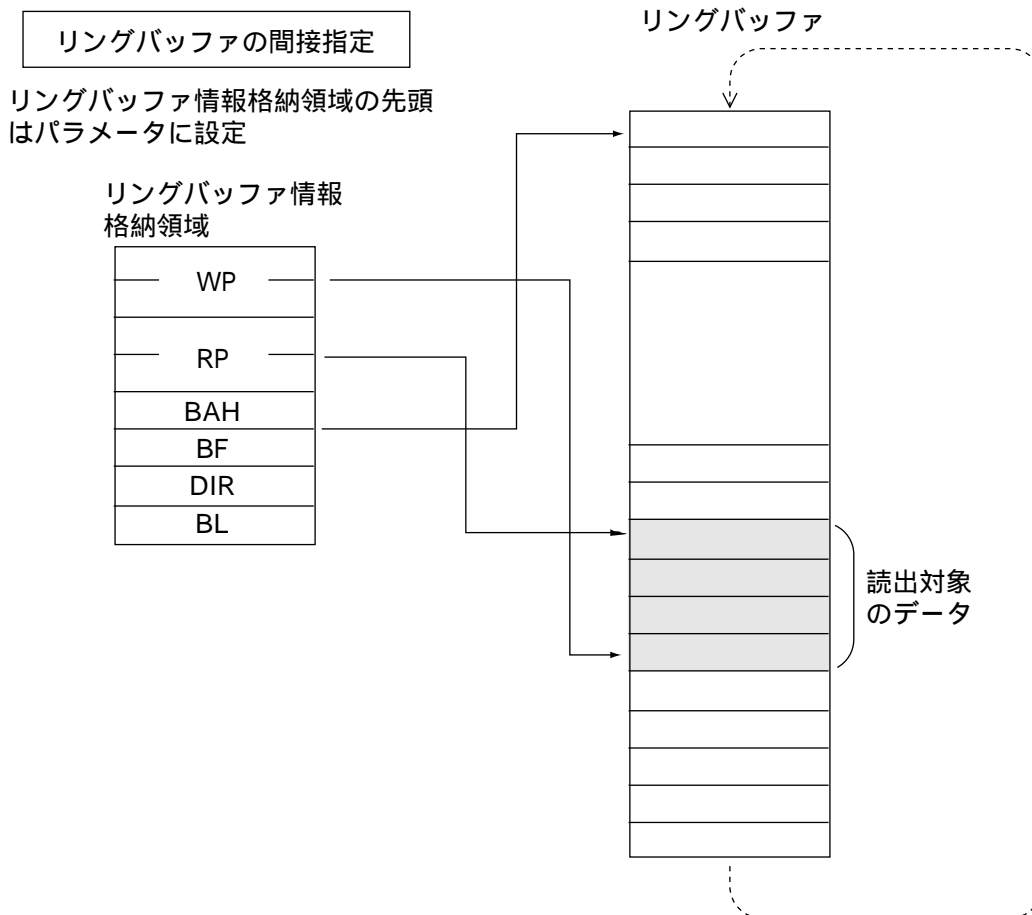 リングバッファの間接指定
リングバッファ
リングバッファ情報格納領域の先頭
はパラメータに設定
リングバッファ情報
格納領域
WP
RP
BAH
BF
DIR
BL
読出対象
のデータ